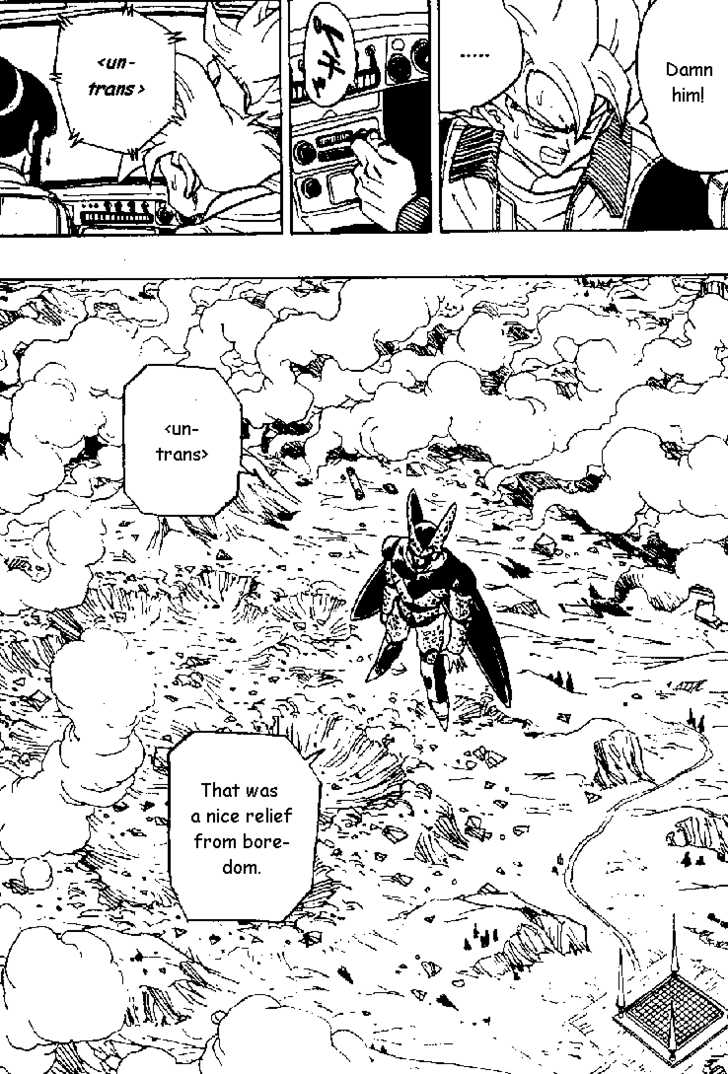 Damn
him!
.....
<un-
trans>
<un-
trans>
That was
a nice relief
from bore-
dom.